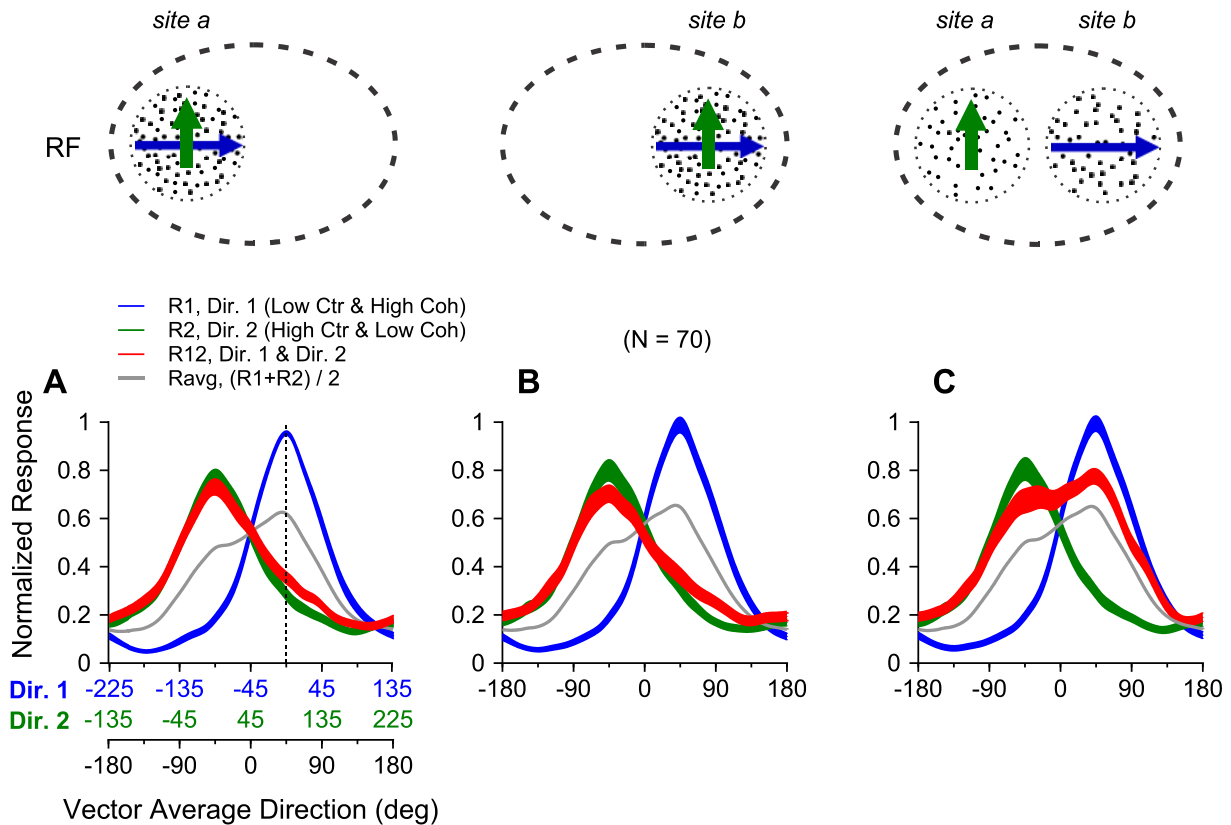 site a site b site a site b
RF
R1, Dir. 1 (Low Ctr & High Coh)
R2, Dir. 2 (High Ctr & Low Coh)
R12, Dir. 1 & Dir. 2
Ravg, (R1+R2) / 2
(N = 70)
A B C
Normalized Response
1 1 1
0.8 0.8 0.8
0.6 0.6 0.6
0.4 0.4 0.4
0.2 0.2 0.2
0 0 0
Dir. 1 -225 -135 -45 45 135
-180 -90 0 90 180 -180 -90 0 90 180
Dir. 2 -135 -45 45 135 225
-180 -90 0 90 180
Vector Average Direction (deg)